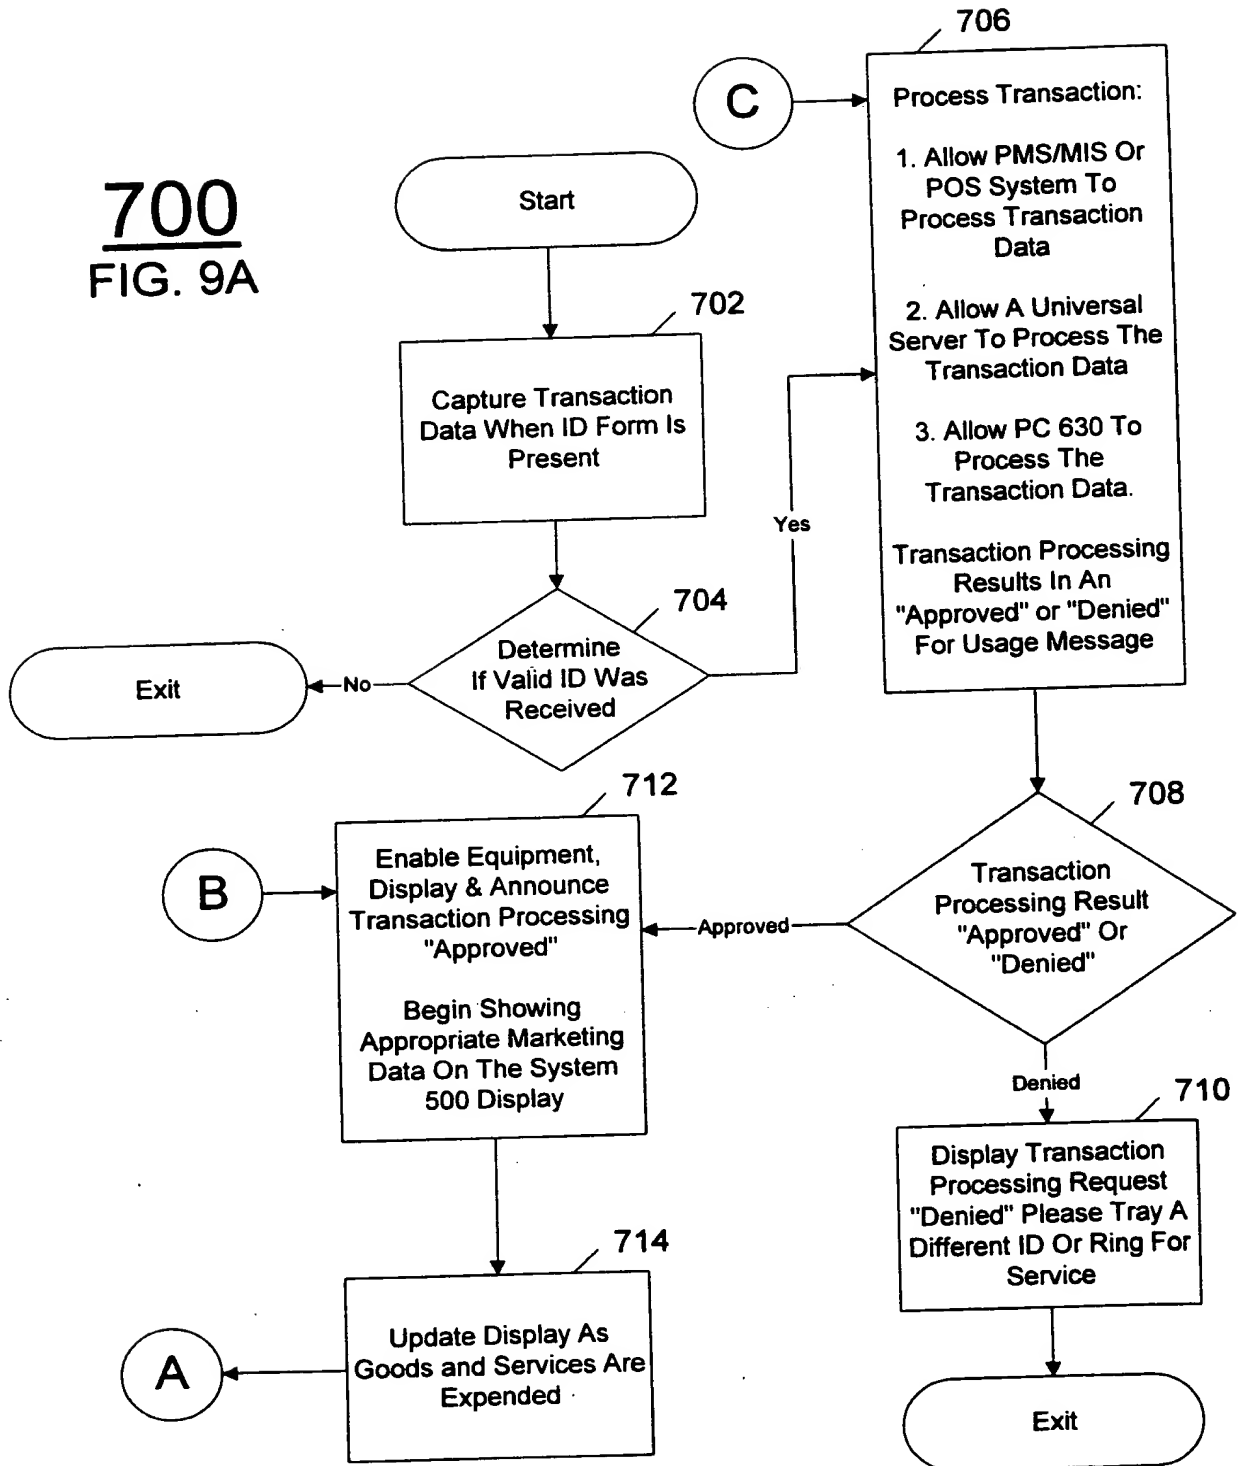 700
FIG. 9A
Start
702
Capture Transaction
Data When ID Form Is
Present
704
Determine
If Valid ID Was
Received
No
Exit
Yes
C
706
Process Transaction:
1. Allow PMS/MIS Or
POS System To
Process Transaction
Data
2. Allow A Universal
Server To Process The
Transaction Data
3. Allow PC 630 To
Process The
Transaction Data.
Transaction Processing
Results In An
"Approved" or "Denied"
For Usage Message
708
Transaction
Processing Result
"Approved" Or
"Denied"
Approved
Denied
710
Display Transaction
Processing Request
"Denied" Please Tray A
Different ID Or Ring For
Service
Exit
B
712
Enable Equipment,
Display & Announce
Transaction Processing
"Approved"
Begin Showing
Appropriate Marketing
Data On The System
500 Display
714
Update Display As
Goods and Services Are
Expended
A